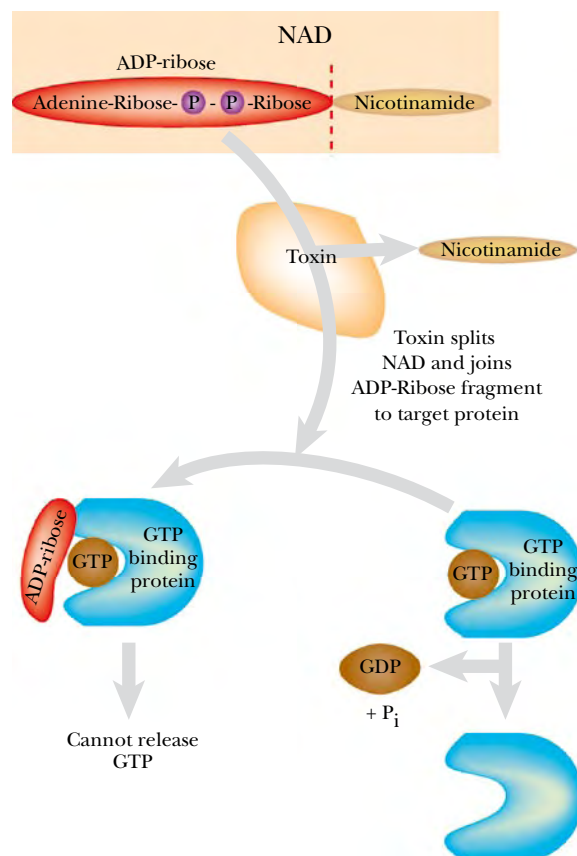 NAD
ADP-ribose
Adenine-Ribose- P - P -Ribose
Nicotinamide
Toxin
Nicotinamide
Toxin splits
NAD and joins
ADP-Ribose fragment
to target protein
ADP-ribose
GTP
GTP
binding
protein
GTP
GTP
binding
protein
GDP
+ Pi
Cannot release
GTP